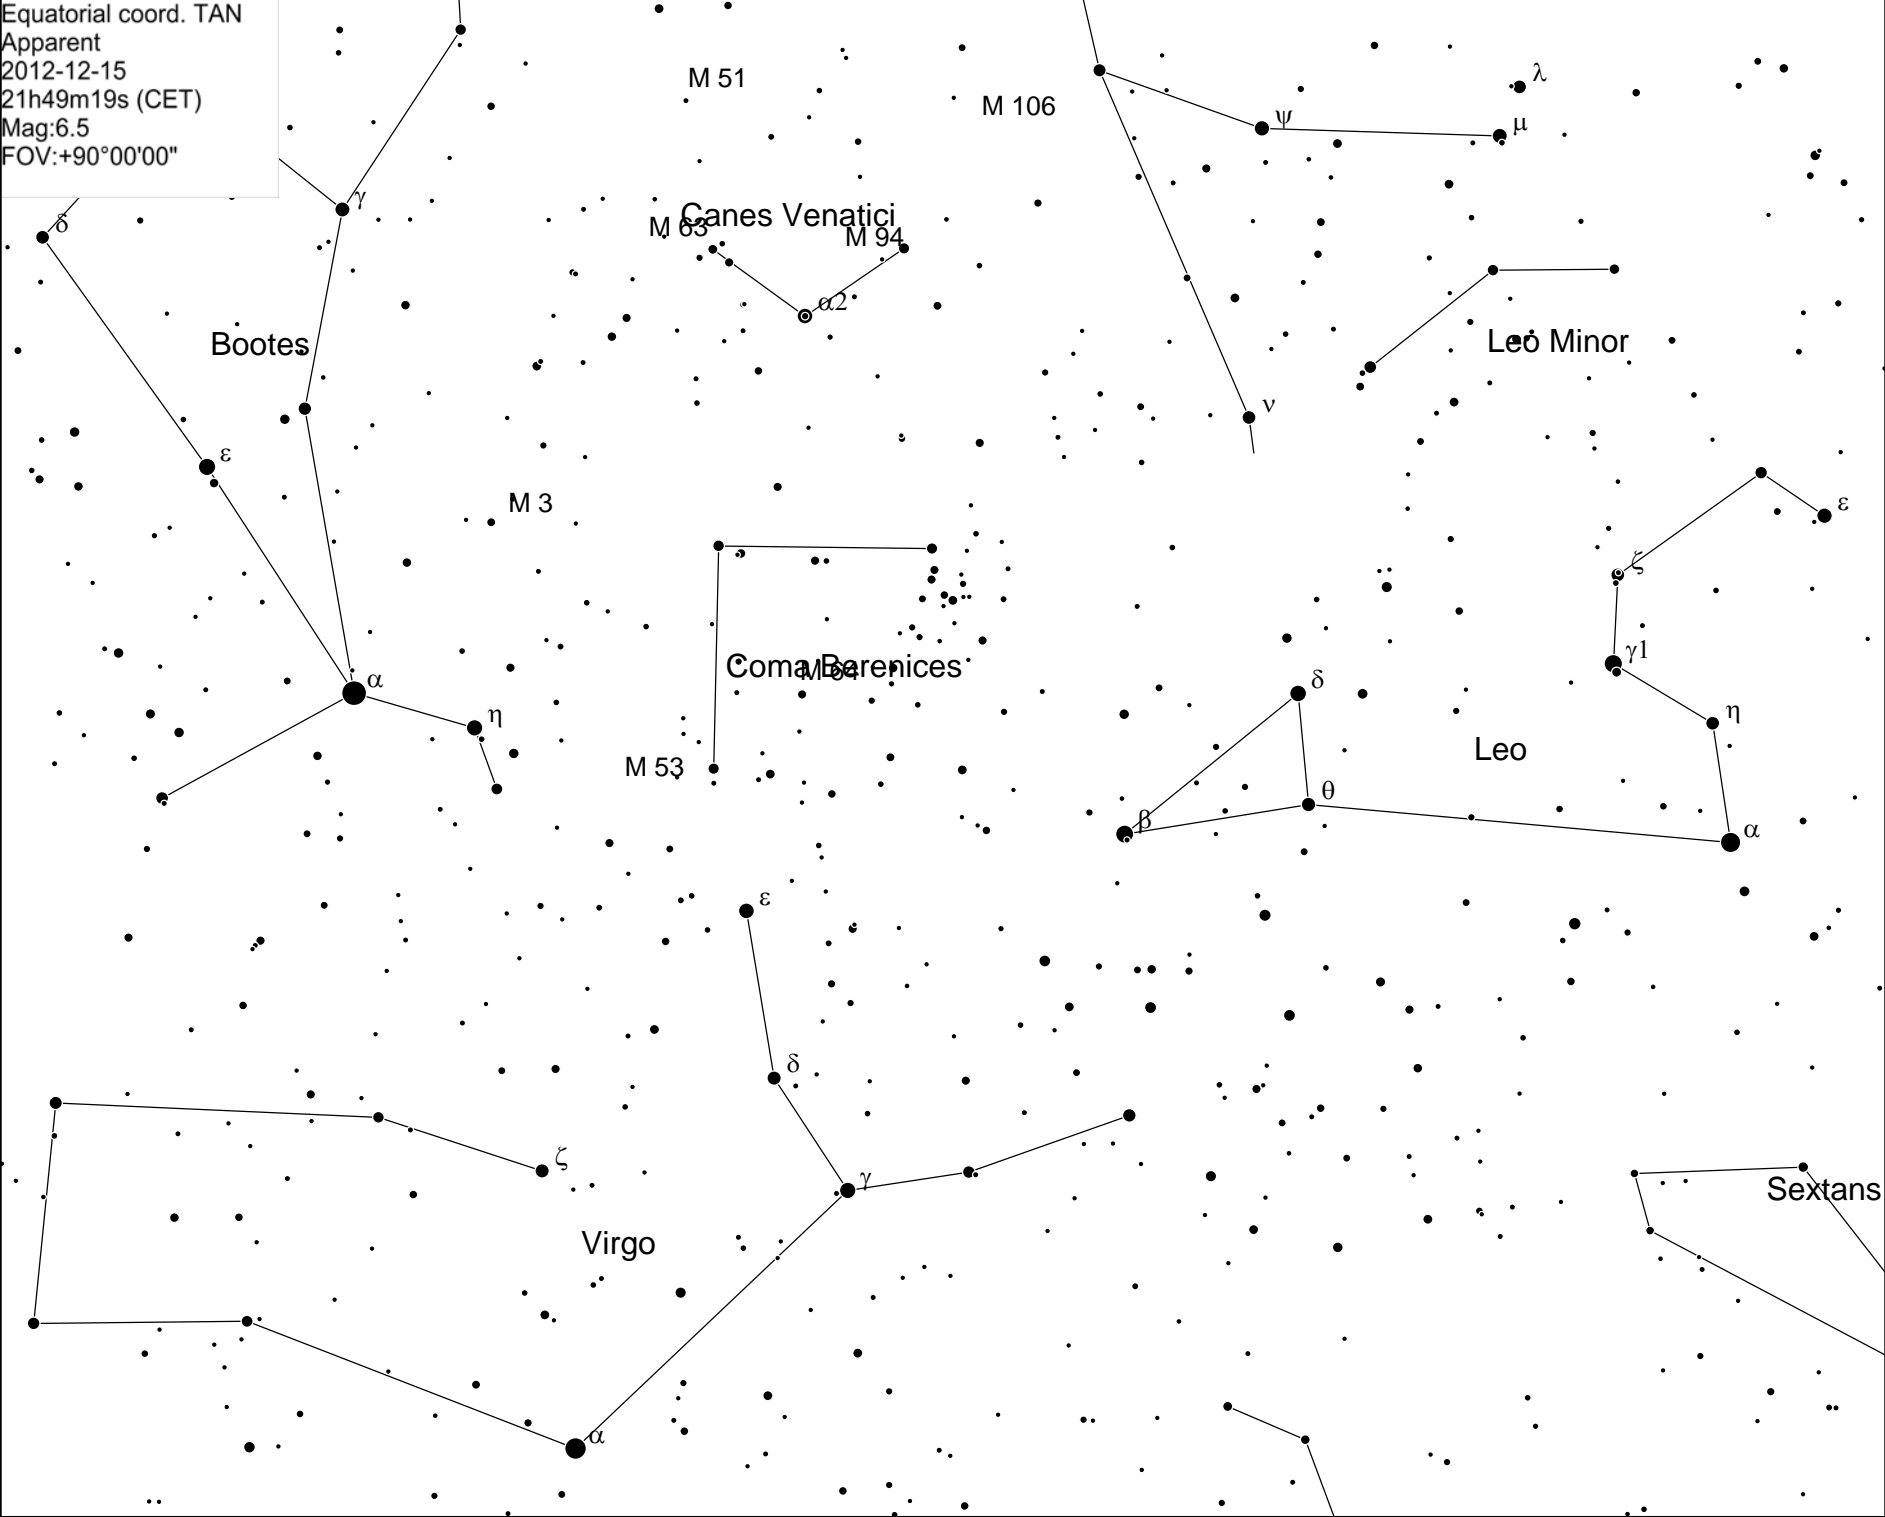 Equatorial coord. TAN
Apparent
2012-12-15
21h49m19s (CET)
Mag:6.5
FOV:+90°00'00"
M 51
M 106
λ
ψ
μ
γ
δ
Canes Venatici
M 63
M 94
α2
Bootes
Leo Minor
ν
ε
M 3
ε
ζ
γ1
Coma Berenices
M 64
δ
α
η
η
Leo
M 53
θ
β
α
ε
δ
ζ
γ
Sextans
Virgo
α